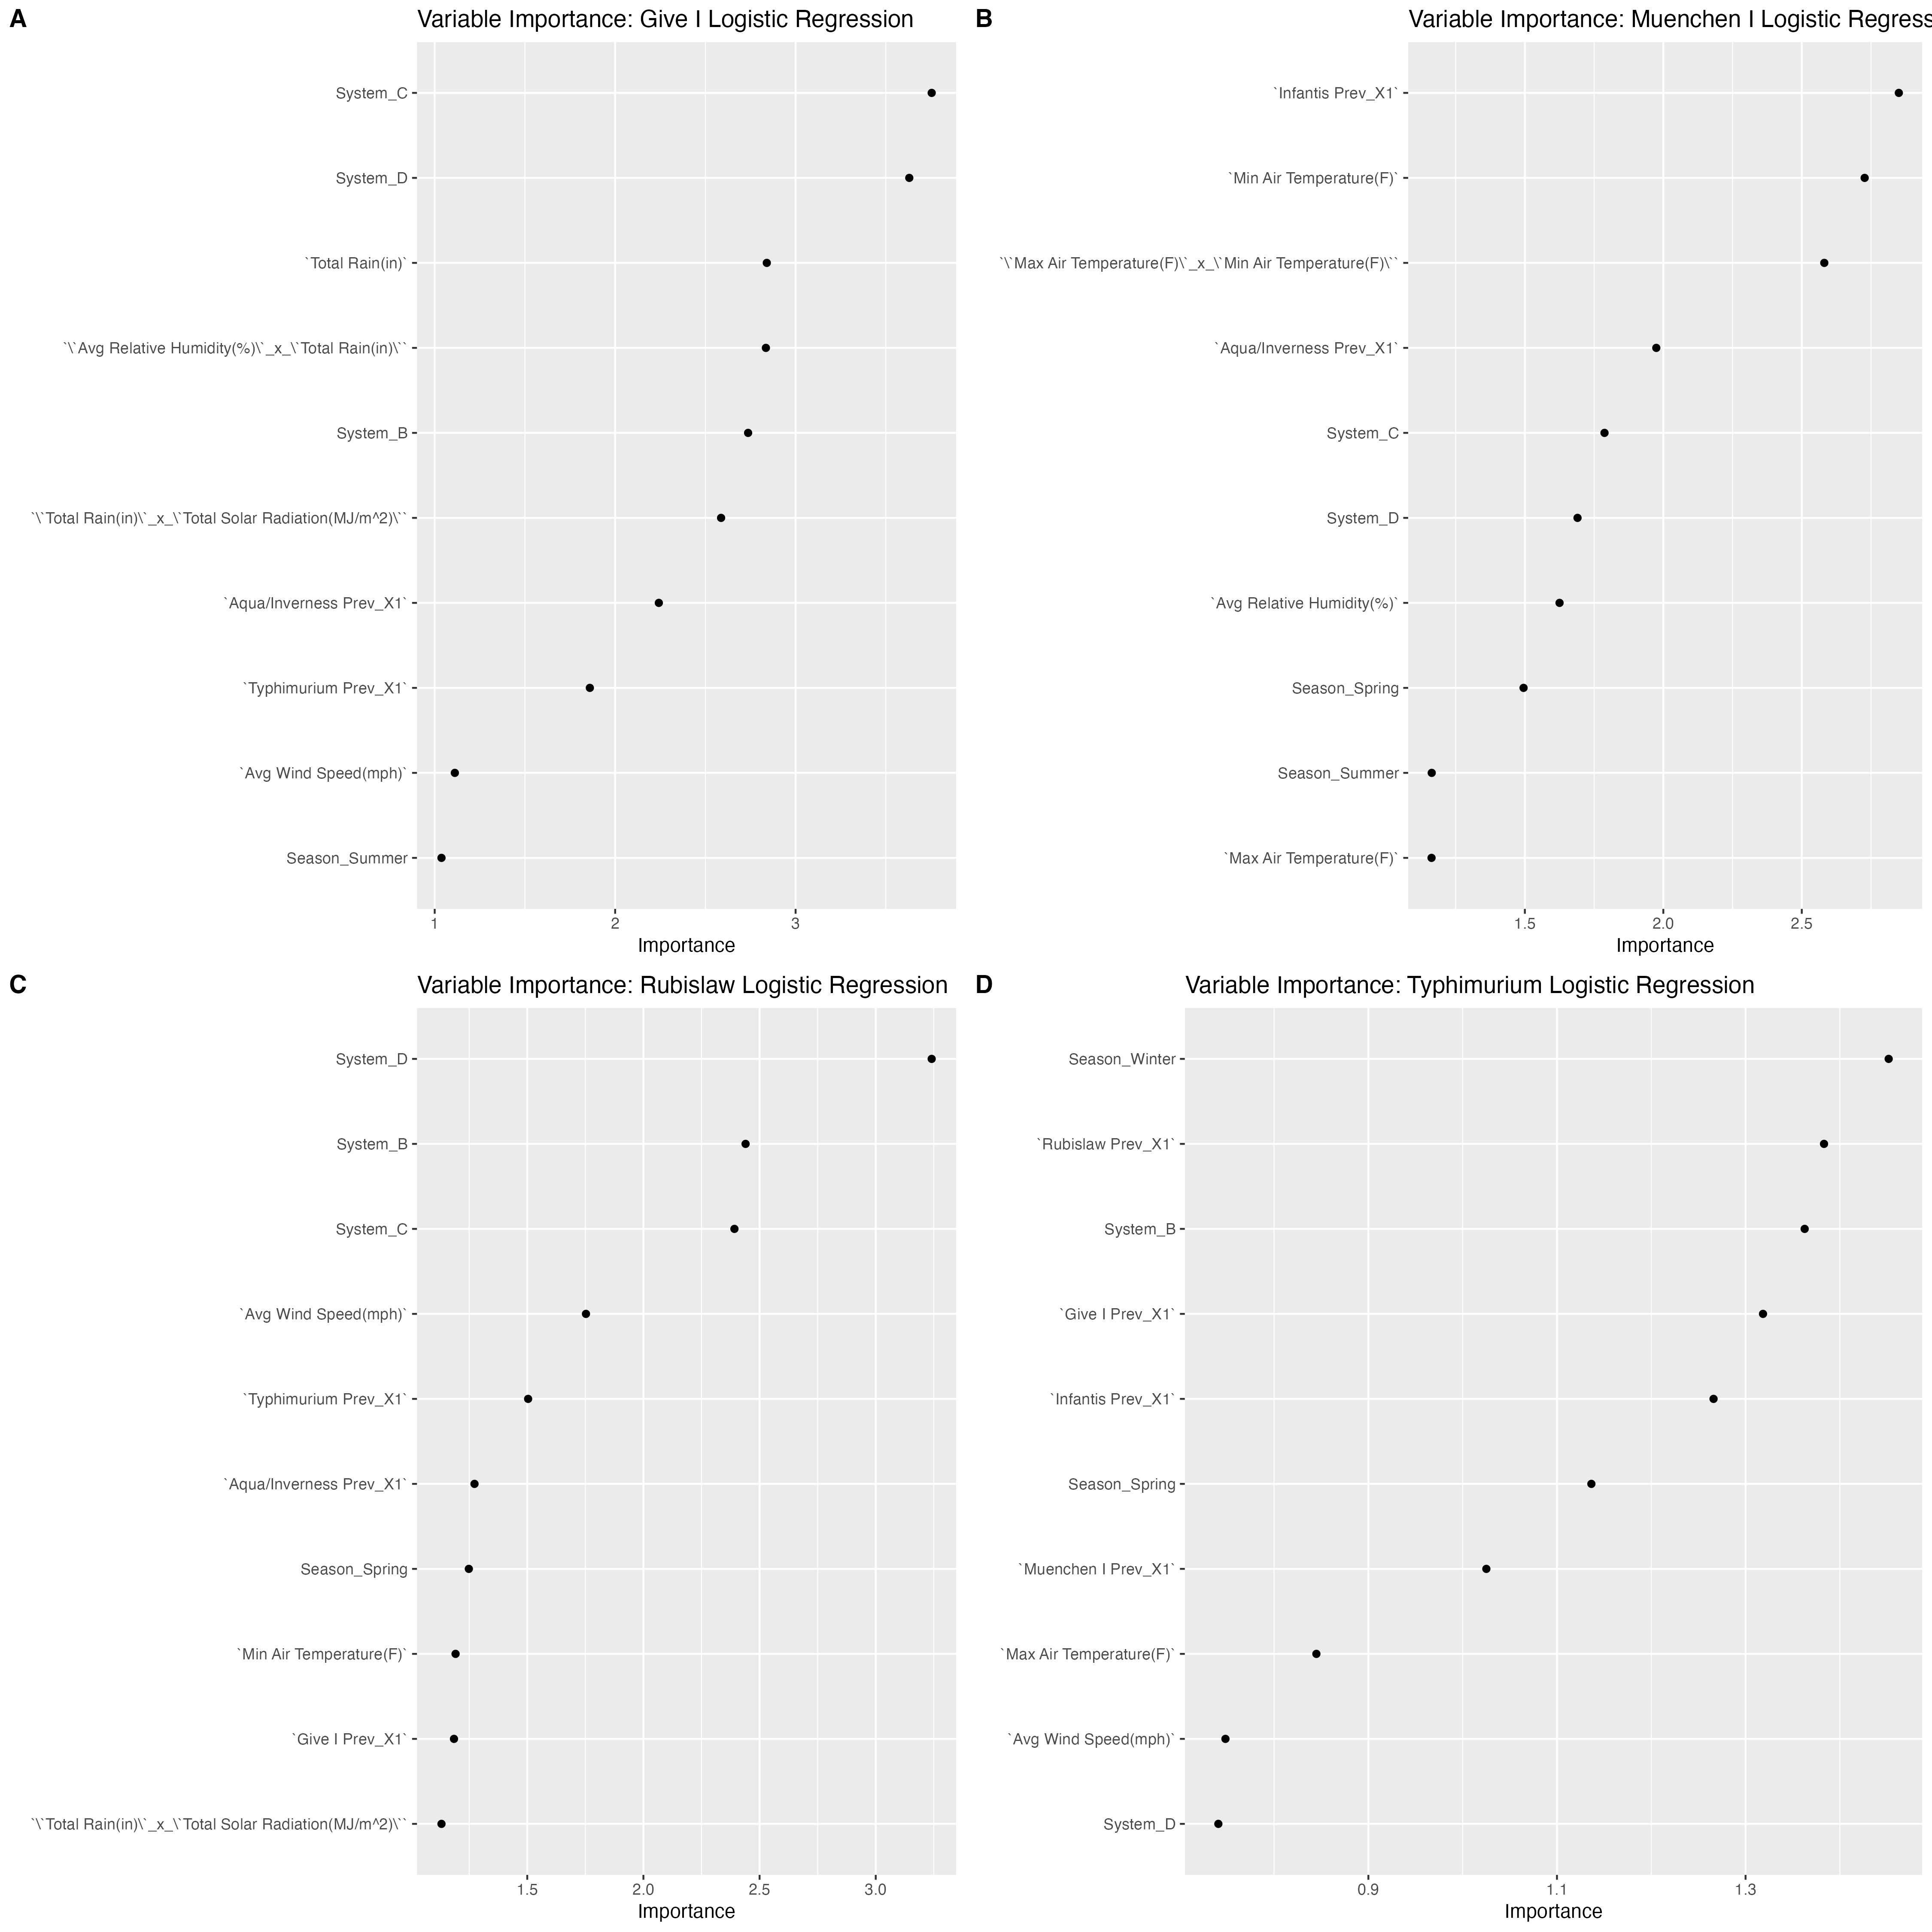 A
Variable Importance: Give I Logistic Regression
System_C
System_D
`Total Rain(in)`
`\`Avg Relative Humidity(%)\`_x_\`Total Rain(in)\``
System_B
`\`Total Rain(in)\`_x_\`Total Solar Radiation(MJ/m^2)\``
`Aqua/Inverness Prev_X1`
`Typhimurium Prev_X1`
`Avg Wind Speed(mph)`
Season_Summer
1 2 3
Importance
B
Variable Importance: Muenchen I Logistic Regress
`Infantis Prev_X1`
`Min Air Temperature(F)`
`\`Max Air Temperature(F)\`_x_\`Min Air Temperature(F)\``
`Aqua/Inverness Prev_X1`
System_C
System_D
`Avg Relative Humidity(%)`
Season_Spring
Season_Summer
`Max Air Temperature(F)`
1.5 2.0 2.5
Importance
C
Variable Importance: Rubislaw Logistic Regression
System_D
System_B
System_C
`Avg Wind Speed(mph)`
`Typhimurium Prev_X1`
`Aqua/Inverness Prev_X1`
Season_Spring
`Min Air Temperature(F)`
`Give I Prev_X1`
`\`Total Rain(in)\`_x_\`Total Solar Radiation(MJ/m^2)\``
1.5 2.0 2.5 3.0
Importance
D
Variable Importance: Typhimurium Logistic Regression
Season_Winter
`Rubislaw Prev_X1`
System_B
`Give I Prev_X1`
`Infantis Prev_X1`
Season_Spring
`Muenchen I Prev_X1`
`Max Air Temperature(F)`
`Avg Wind Speed(mph)`
System_D
0.9 1.1 1.3
Importance